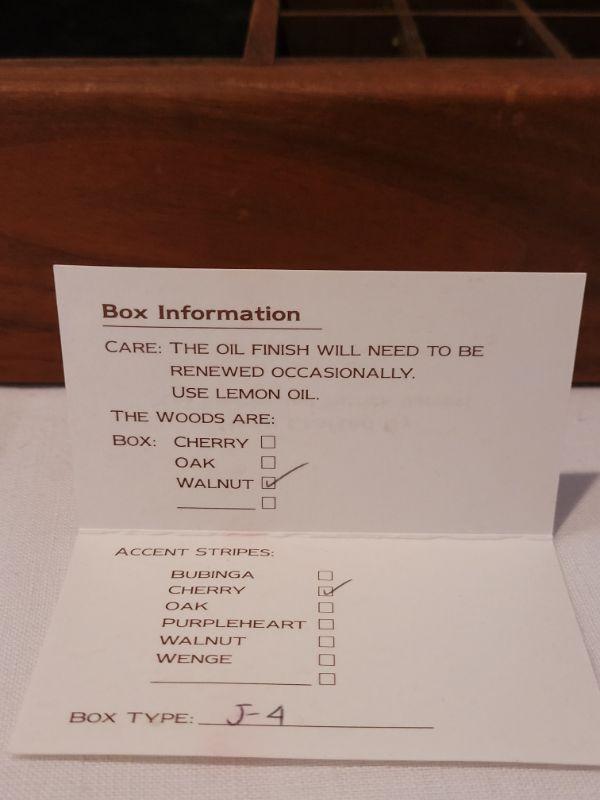 Box Information
CARE: THE OIL FINISH WILL NEED TO BE
RENEWED OCCASIONALLY.
USE LEMON OIL.
THE WOODS ARE:
BOX: CHERRY ☐
OAK ☐
WALNUT ☑
☐
ACCENT STRIPES:
BUBINGA ☐
CHERRY ☑
OAK ☐
PURPLEHEART ☐
WALNUT ☐
WENGE ☐
☐
BOX TYPE: J-4